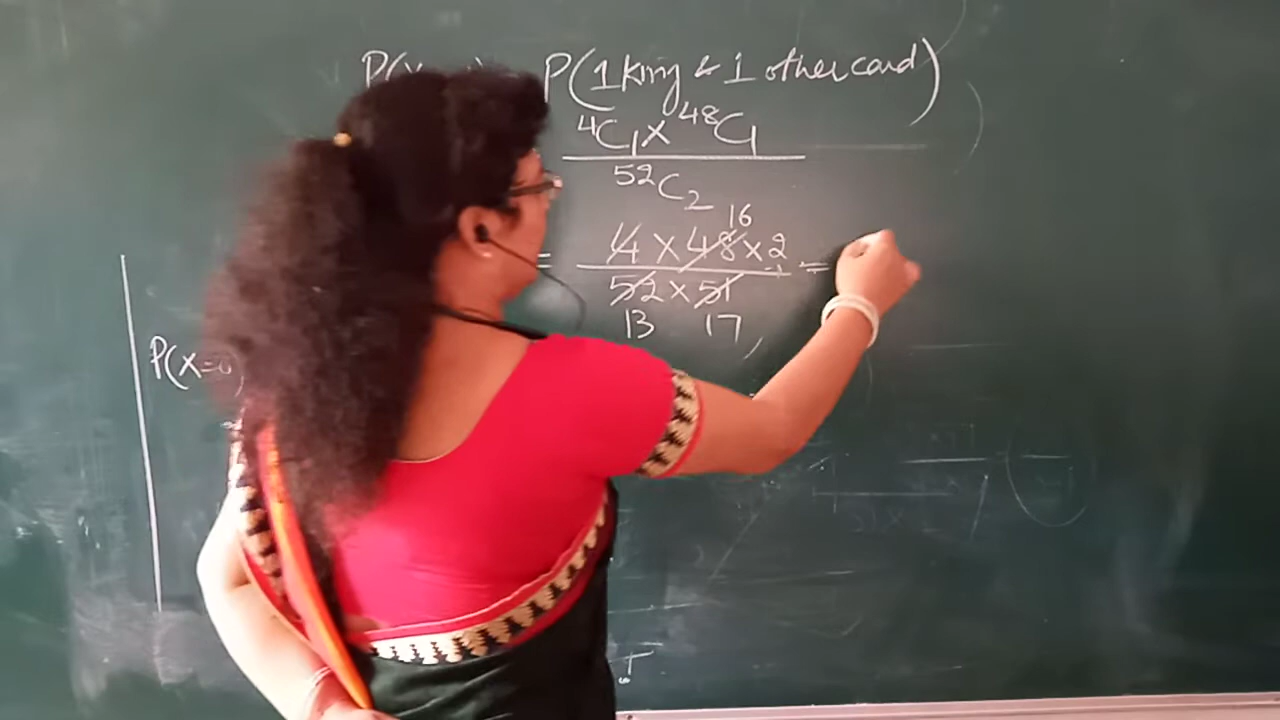 P(X P(1 king & 1 other card)
⁴C₁ x ⁴⁸C₁
⁵²C₂
16
= 4 x 48 x 2 =
52 x 51
13 17
P(X=0)